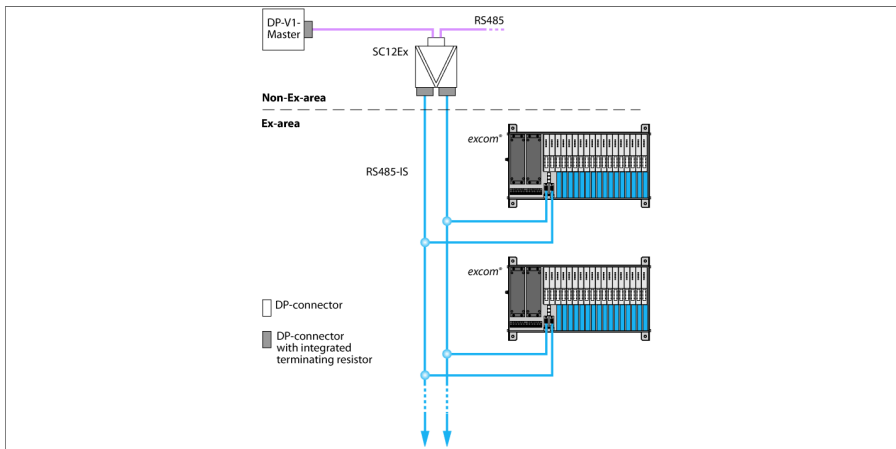 DP-V1-
Master
RS485
SC12Ex
Non-Ex-area
Ex-area
excom®
RS485-IS
excom®
DP-connector
DP-connector
with integrated
terminating resistor